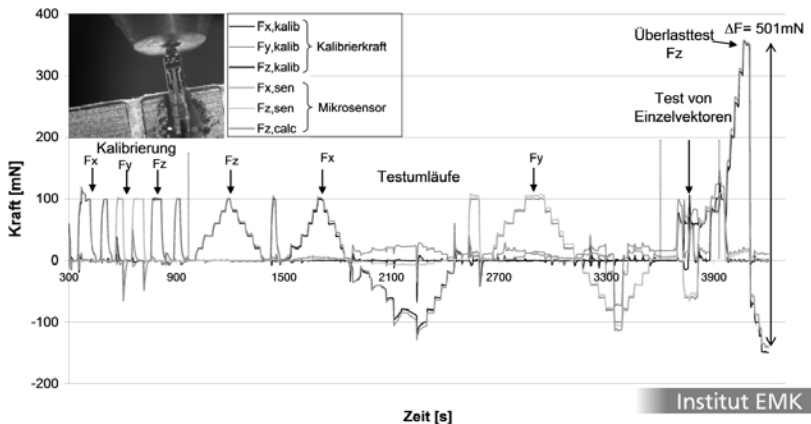 400
300
200
100
0
-100
-200
Kraft [mN]
Fx,kalib
Fy,kalib
Fz,kalib
Kalibrierkraft
Fx,sen
Fz,sen
Fz,calc
Mikrosensor
Überlasttest
Fz
ΔF= 501mN
Test von
Einzelvektoren
Kalibrierung
Fx
Fy
Fz
Fz
Fx
Testumläufe
Fy
300
900
1500
2100
2700
3300
3900
Zeit [s]
Institut EMK